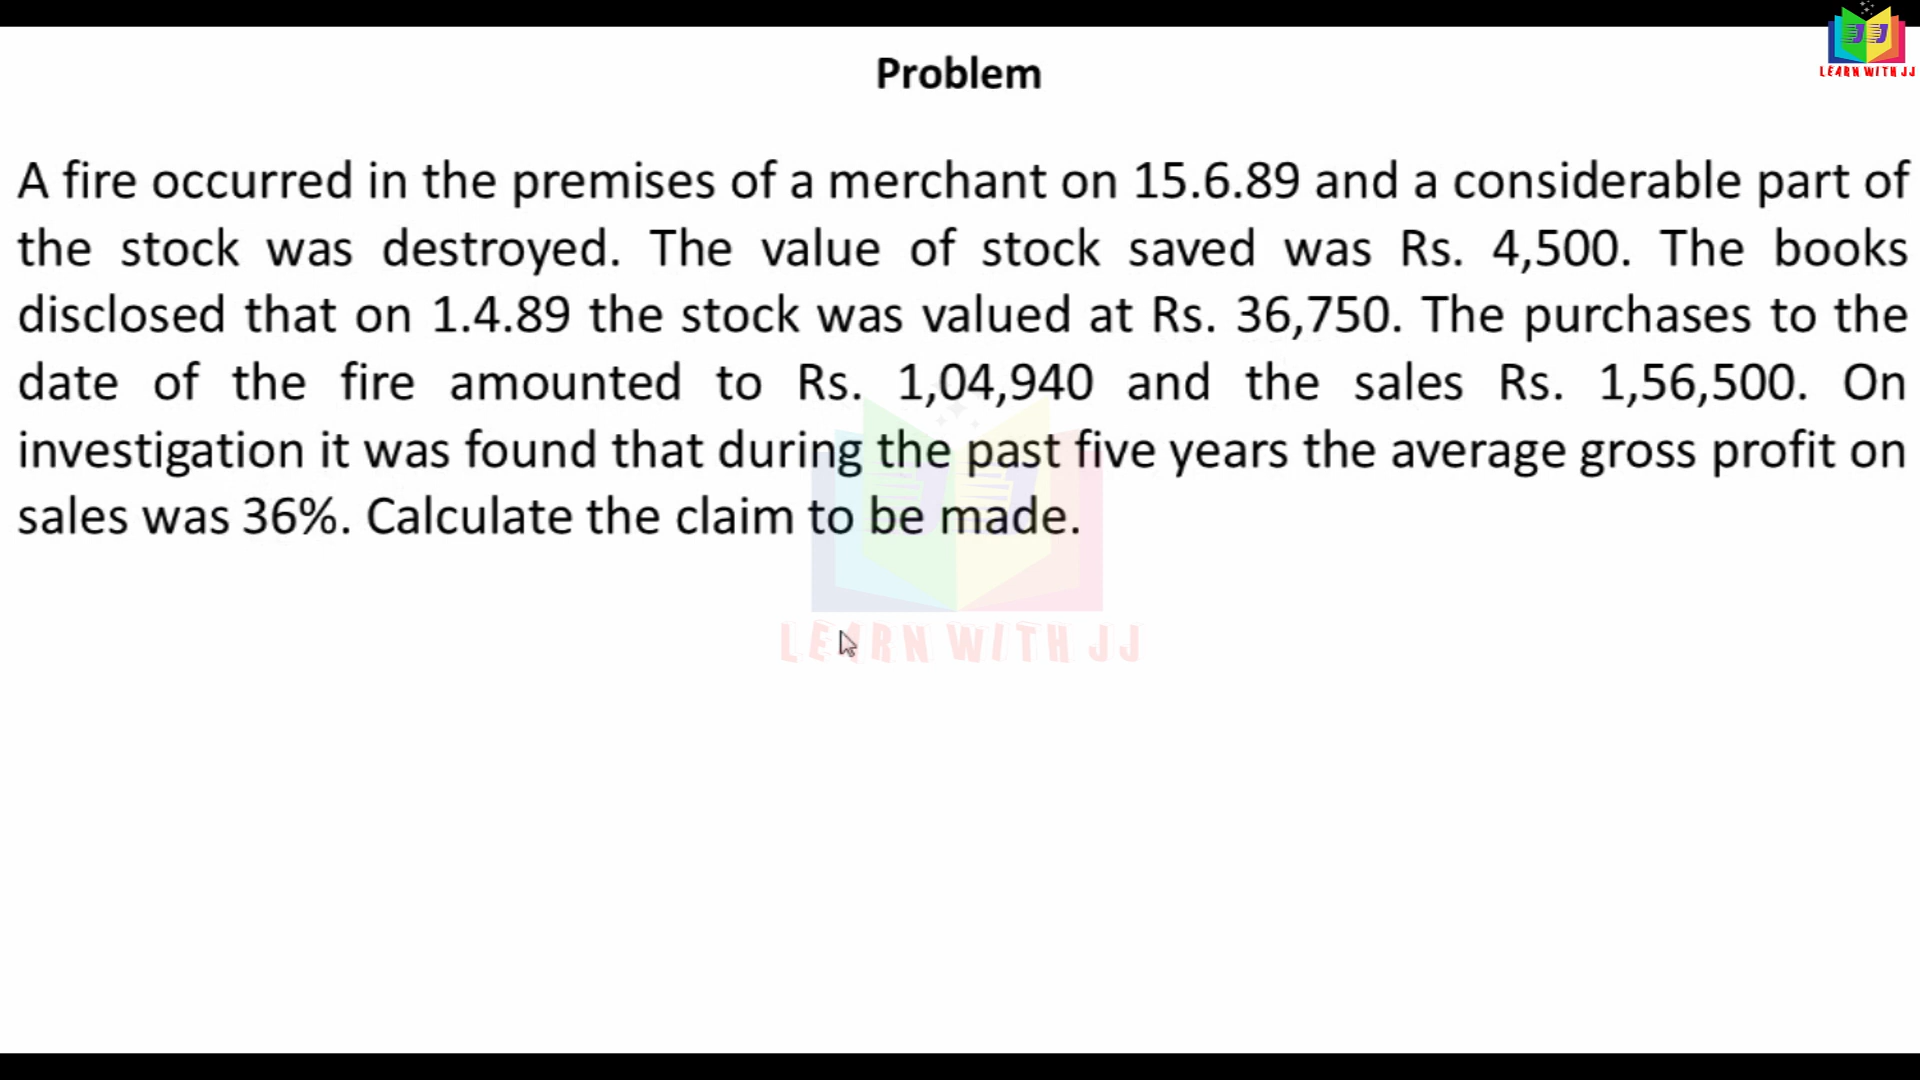 LEARN WITH JJ
Problem
A fire occurred in the premises of a merchant on 15.6.89 and a considerable part of
the stock was destroyed. The value of stock saved was Rs. 4,500. The books
disclosed that on 1.4.89 the stock was valued at Rs. 36,750. The purchases to the
date of the fire amounted to Rs. 1,04,940 and the sales Rs. 1,56,500. On
investigation it was found that during the past five years the average gross profit on
sales was 36%. Calculate the claim to be made.
LEARN WITH JJ